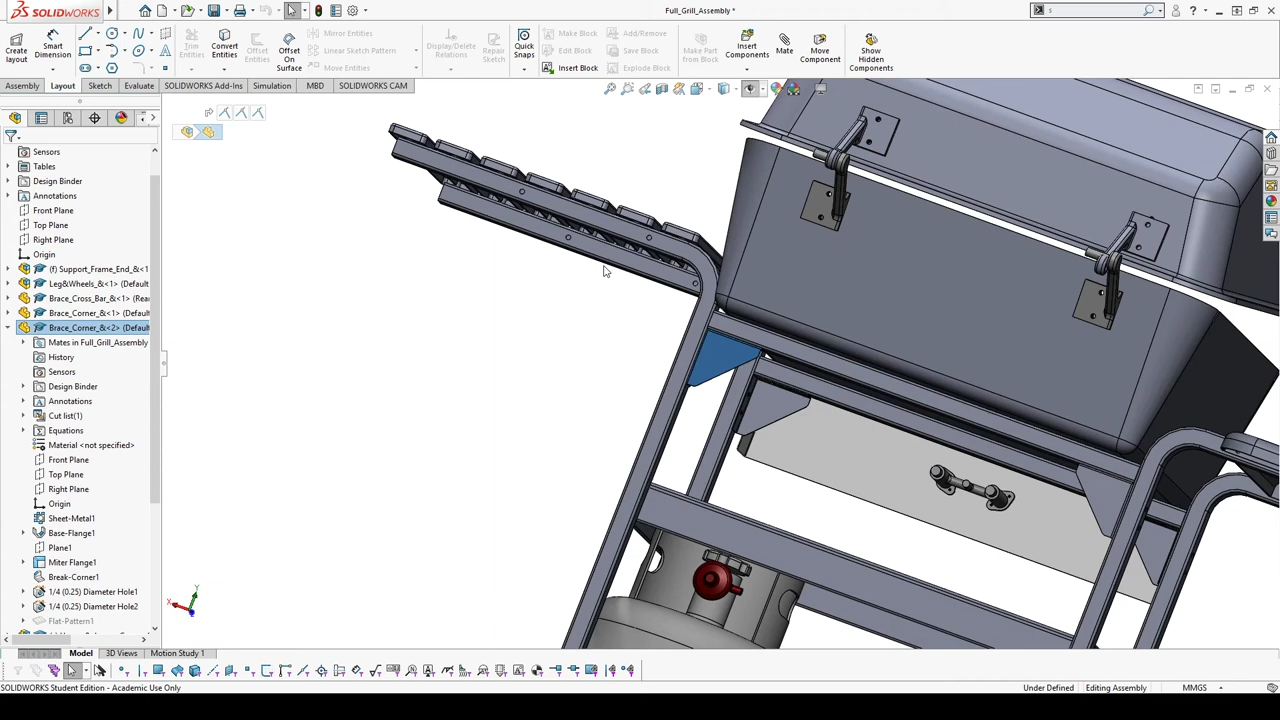 SOLIDWORKS
Full_Grill_Assembly *
s
Create Layout
Smart Dimension
Trim Entities
Convert Entities
Offset Entities
Offset On Surface
Mirror Entities
Linear Sketch Pattern
Move Entities
Display/Delete Relations
Repair Sketch
Quick Snaps
Make Block
Edit Block
Insert Block
Add/Remove
Save Block
Explode Block
Make Part from Block
Insert Components
Mate
Move Component
Show Hidden Components
Assembly
Layout
Sketch
Evaluate
SOLIDWORKS Add-Ins
Simulation
MBD
SOLIDWORKS CAM
Sensors
Tables
Design Binder
Annotations
Front Plane
Top Plane
Right Plane
Origin
(f) Support_Frame_End_&<1
Leg&Wheels_&<1> (Default
Brace_Cross_Bar_&<1> (Rear
Brace_Corner_&<1> (Default
Brace_Corner_&<2> (Default
Mates in Full_Grill_Assembly
History
Sensors
Design Binder
Annotations
Cut list(1)
Equations
Material <not specified>
Front Plane
Top Plane
Right Plane
Origin
Sheet-Metal1
Base-Flange1
Plane1
Miter Flange1
Break-Corner1
1/4 (0.25) Diameter Hole1
1/4 (0.25) Diameter Hole2
Flat-Pattern1
Y
X
Z
Model
3D Views
Motion Study 1
SOLIDWORKS Student Edition - Academic Use Only
Under Defined
Editing Assembly
MMGS